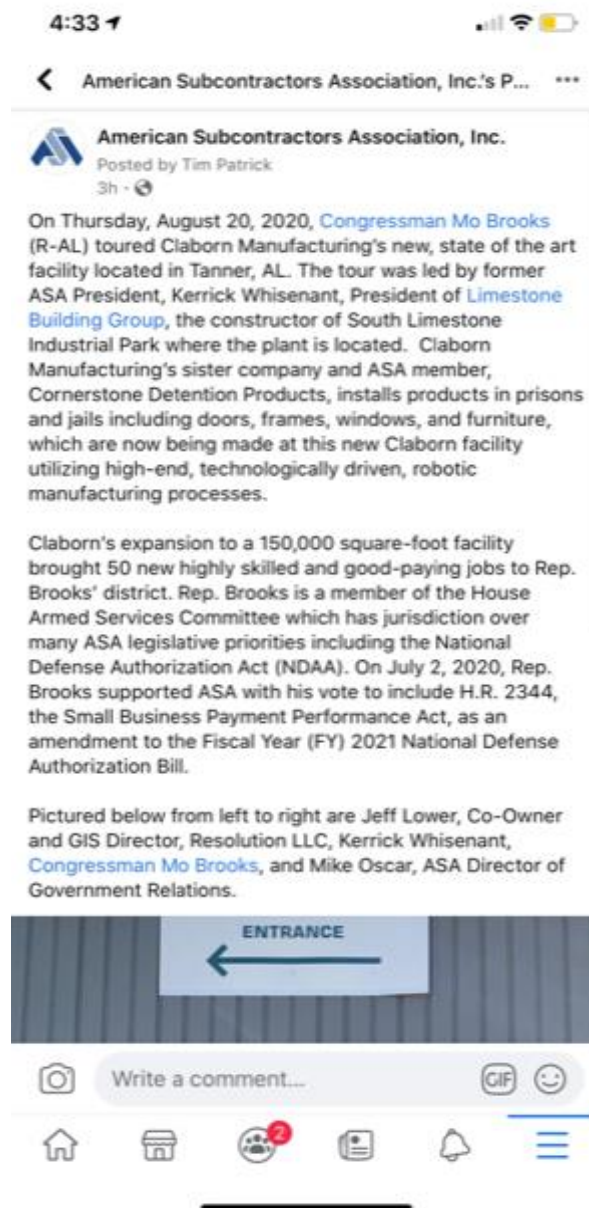 4:33
American Subcontractors Association, Inc.'s P... ...
American Subcontractors Association, Inc.
Posted by Tim Patrick
3h ·
On Thursday, August 20, 2020, Congressman Mo Brooks
(R-AL) toured Claborn Manufacturing's new, state of the art
facility located in Tanner, AL. The tour was led by former
ASA President, Kerrick Whisenant, President of Limestone
Building Group, the constructor of South Limestone
Industrial Park where the plant is located.  Claborn
Manufacturing's sister company and ASA member,
Cornerstone Detention Products, installs products in prisons
and jails including doors, frames, windows, and furniture,
which are now being made at this new Claborn facility
utilizing high-end, technologically driven, robotic
manufacturing processes.
Claborn's expansion to a 150,000 square-foot facility
brought 50 new highly skilled and good-paying jobs to Rep.
Brooks' district. Rep. Brooks is a member of the House
Armed Services Committee which has jurisdiction over
many ASA legislative priorities including the National
Defense Authorization Act (NDAA). On July 2, 2020, Rep.
Brooks supported ASA with his vote to include H.R. 2344,
the Small Business Payment Performance Act, as an
amendment to the Fiscal Year (FY) 2021 National Defense
Authorization Bill.
Pictured below from left to right are Jeff Lower, Co-Owner
and GIS Director, Resolution LLC, Kerrick Whisenant,
Congressman Mo Brooks, and Mike Oscar, ASA Director of
Government Relations.
ENTRANCE
Write a comment...
GIF
2